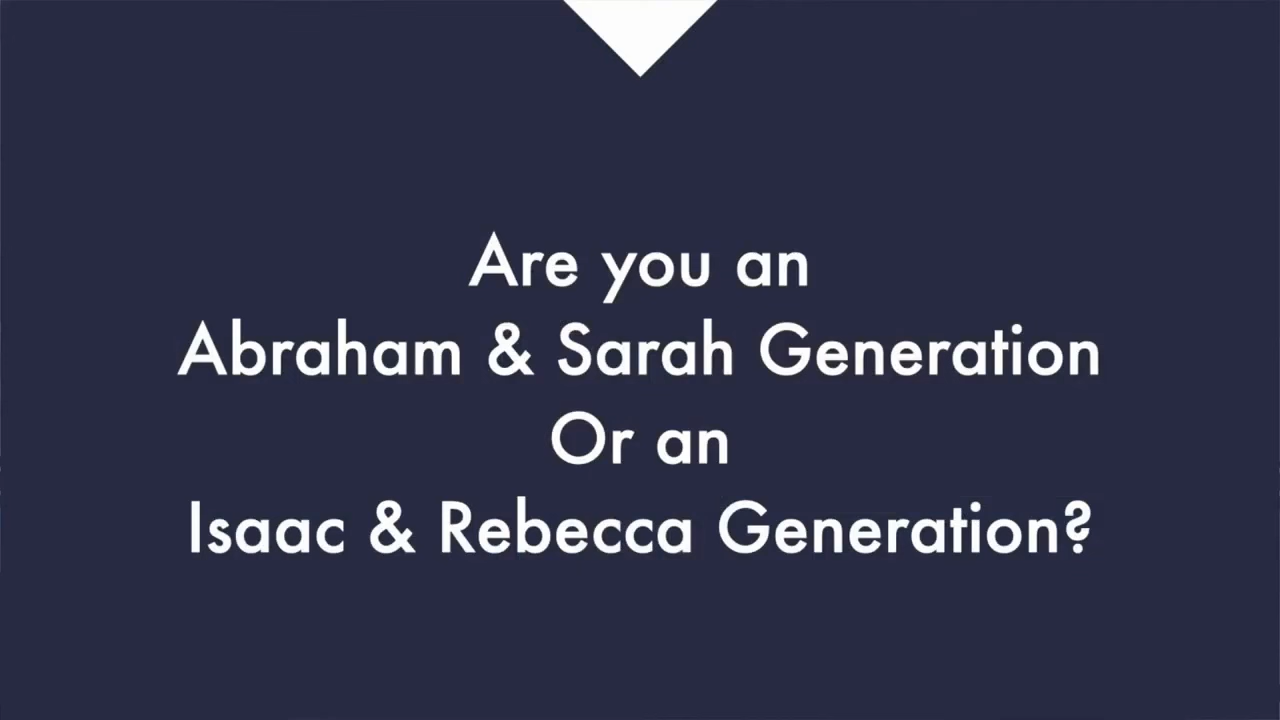 Are you an
Abraham & Sarah Generation
Or an
Isaac & Rebecca Generation?